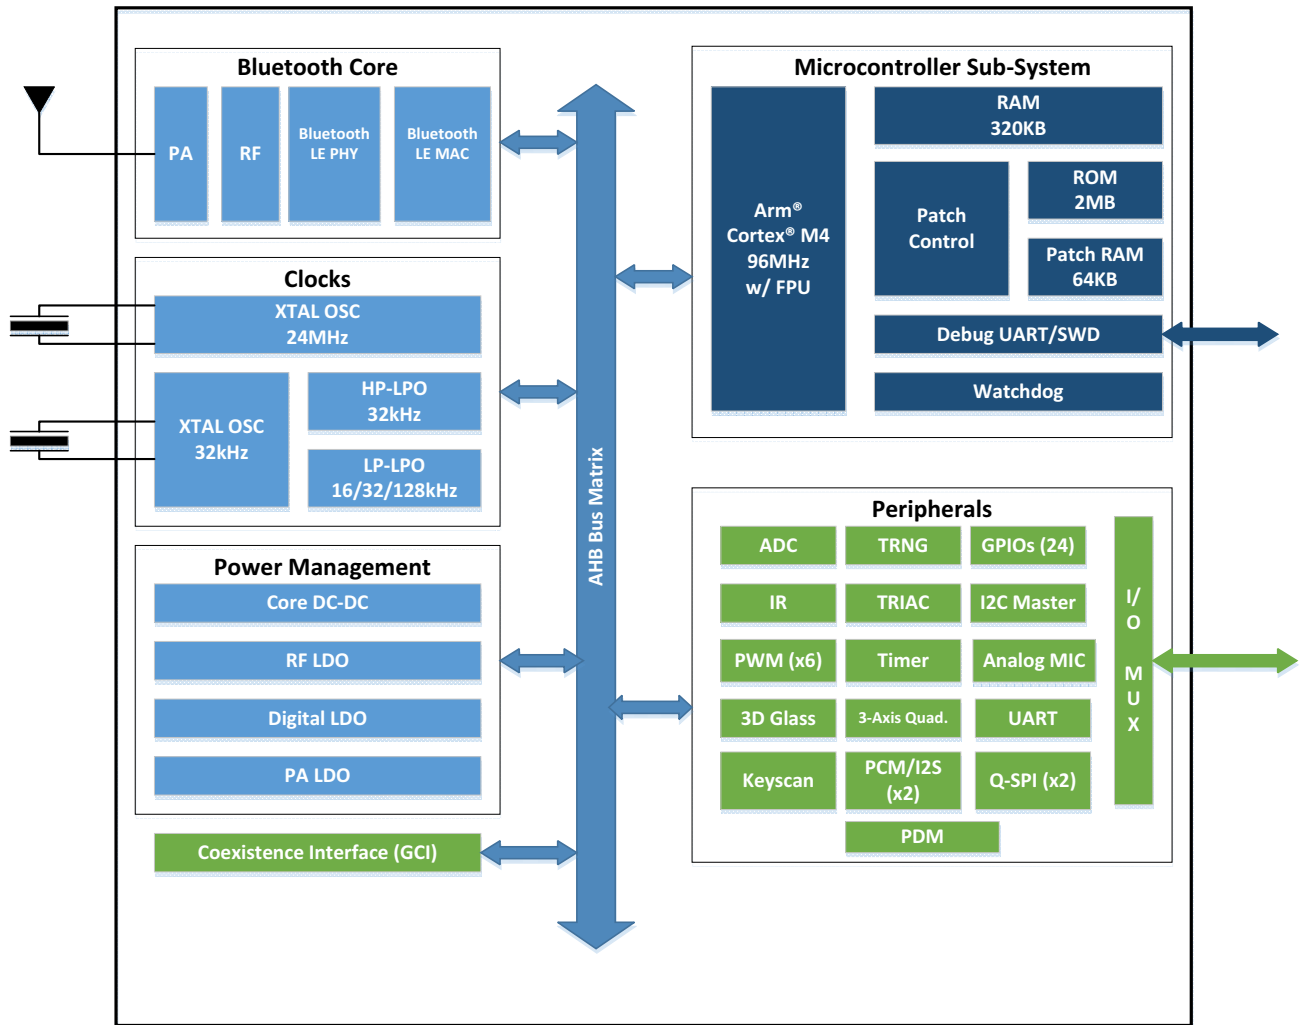 Bluetooth Core
PA
RF
Bluetooth
LE PHY
Bluetooth
LE MAC
Clocks
XTAL OSC
24MHz
XTAL OSC
32kHz
HP-LPO
32kHz
LP-LPO
16/32/128kHz
Power Management
Core DC-DC
RF LDO
Digital LDO
PA LDO
Coexistence Interface (GCI)
AHB Bus Matrix
Microcontroller Sub-System
Arm®
Cortex® M4
96MHz
w/ FPU
RAM
320KB
Patch
Control
ROM
2MB
Patch RAM
64KB
Debug UART/SWD
Watchdog
Peripherals
ADC
TRNG
GPIOs (24)
IR
TRIAC
I2C Master
PWM (x6)
Timer
Analog MIC
3D Glass
3-Axis Quad.
UART
Keyscan
PCM/I2S
(x2)
Q-SPI (x2)
PDM
I/
O
M
U
X